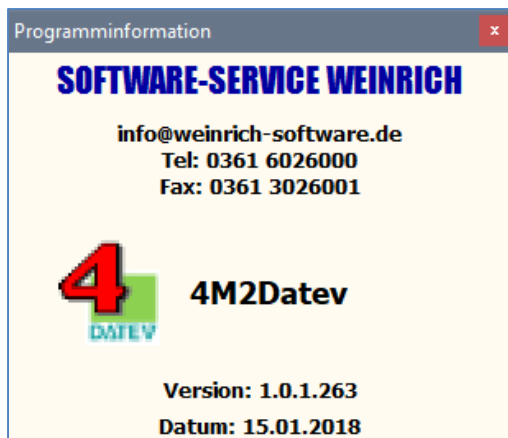 Programminformation
x
SOFTWARE-SERVICE WEINRICH
info@weinrich-software.de
Tel: 0361 6026000
Fax: 0361 3026001
4
DATEV
4M2Datev
Version: 1.0.1.263
Datum: 15.01.2018